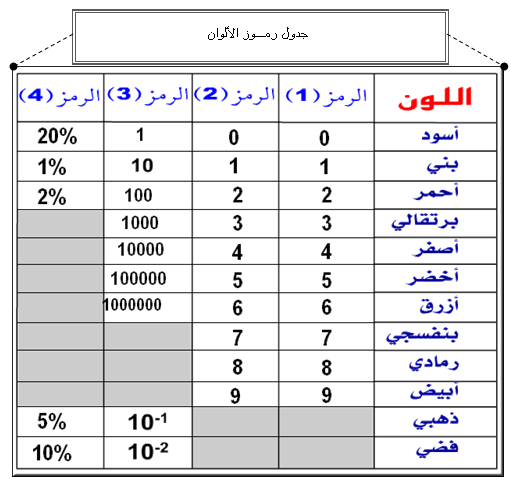 جدول رمـــوز الألوان
اللون الرمز(1) الرمز(2) الرمز(3) الرمز(4)
أسود 0 0 1 20%
بني 1 1 10 1%
أحمر 2 2 100 2%
برتقالي 3 3 1000
أصفر 4 4 10000
أخضر 5 5 100000
أزرق 6 6 1000000
بنفسجي 7 7
رمادي 8 8
أبيض 9 9
ذهبي 10⁻¹ 5%
فضي 10⁻² 10%